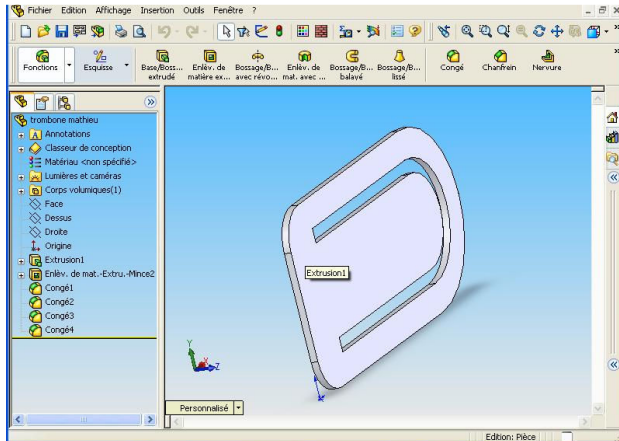 Fichier Edition Affichage Insertion Outils Fenêtre ?
Fonctions
Esquisse
Base/Boss... extrudé
Enlèv. de matière ex...
Bossage/B... avec révo...
Enlèv. de mat. avec ...
Bossage/B... balayé
Bossage/B... lissé
Congé
Chanfrein
Nervure
trombone mathieu
Annotations
Classeur de conception
Matériau <non spécifié>
Lumières et caméras
Corps volumiques(1)
Face
Dessus
Droite
Origine
Extrusion1
Enlèv. de mat.-Extru.-Mince2
Congé1
Congé2
Congé3
Congé4
Extrusion1
Y
X
Z
Personnalisé
Edition: Pièce